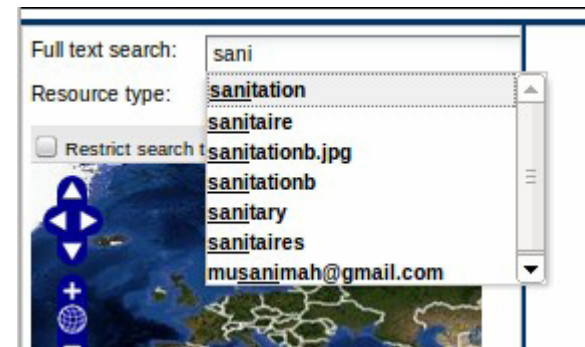 Full text search: sani
sanitation
Resource type:
sanitaire
Restrict search t
sanitationb.jpg
sanitationb
sanitary
sanitaires
musanimah@gmail.com